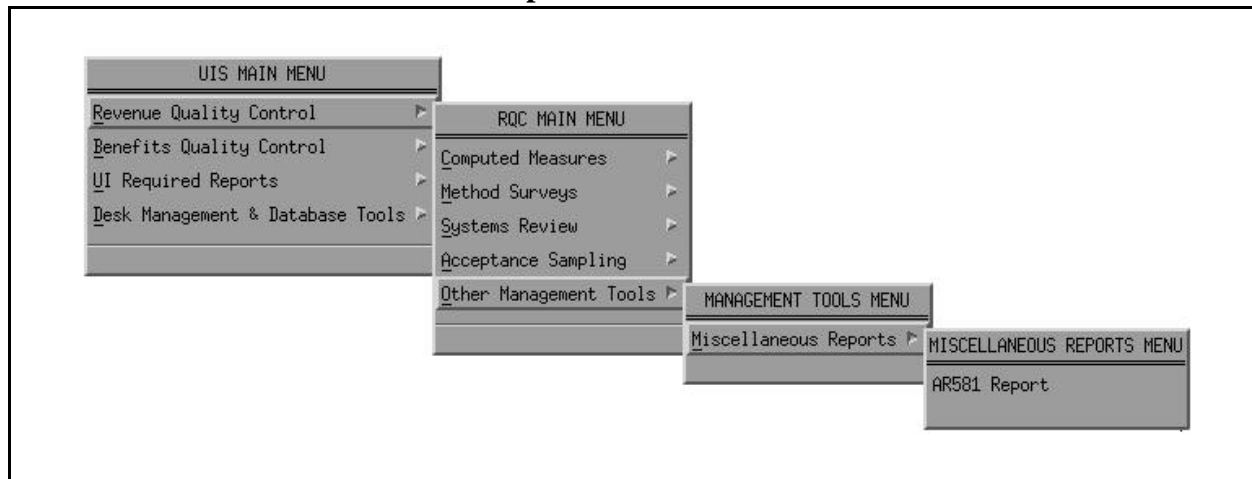 UIS MAIN MENU
Revenue Quality Control
Benefits Quality Control
UI Required Reports
Desk Management & Database Tools
RQC MAIN MENU
Computed Measures
Method Surveys
Systems Review
Acceptance Sampling
Other Management Tools
MANAGEMENT TOOLS MENU
Miscellaneous Reports
MISCELLANEOUS REPORTS MENU
AR581 Report